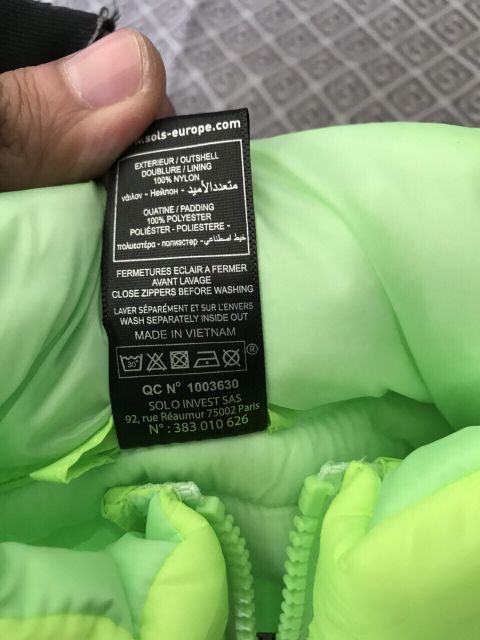 .sols-europe.com
EXTERIEUR / OUTSHELL
DOUBLURE / LINING
100% NYLON
νάιλον - Нейлон - متعدد الأميد
OUATINE / PADDING
100% POLYESTER
POLIÉSTER - POLIESTERE -
πολυεστέρα - полиэстер - خيط اصطناعي
FERMETURES ECLAIR A FERMER
AVANT LAVAGE
CLOSE ZIPPERS BEFORE WASHING
LAVER SÉPARÉMENT ET SUR L'ENVERS
WASH SEPARATELY INSIDE OUT
MADE IN VIETNAM
30° ®
QC N° 1003630
SOLO INVEST SAS
92, rue Réaumur 75002 Paris
N° : 383 010 626